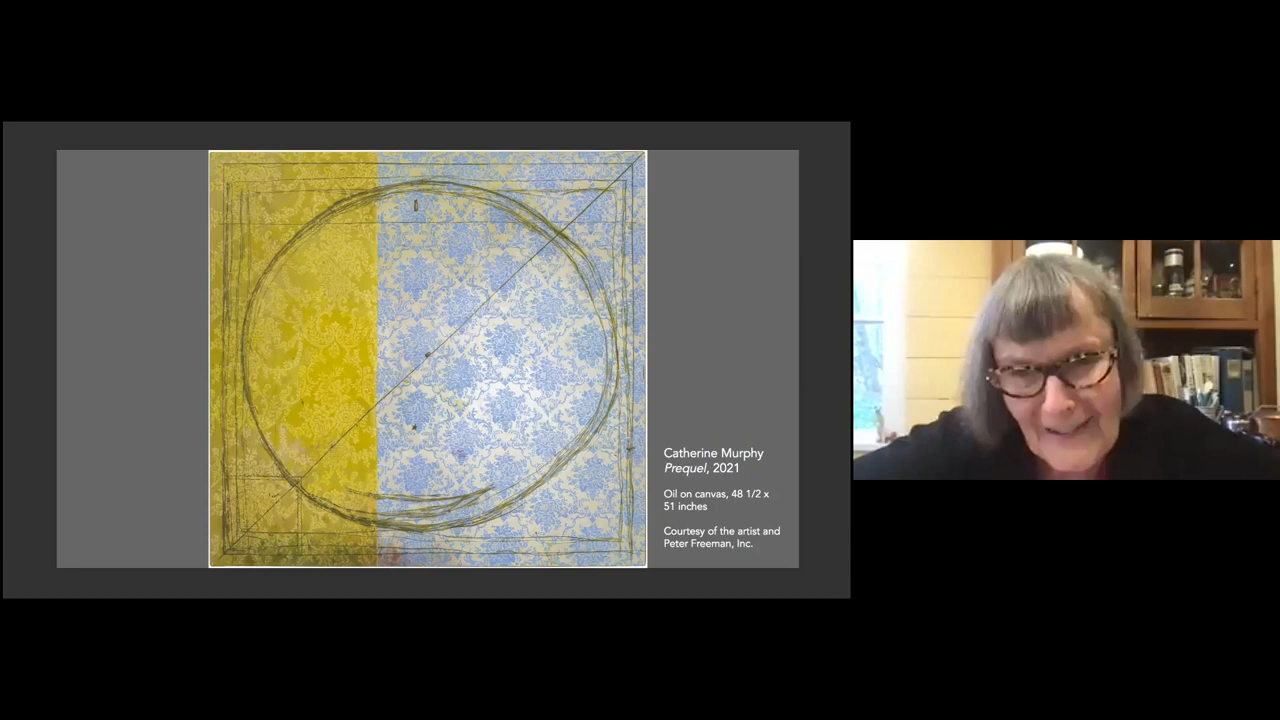 Catherine Murphy
Prequel, 2021
Oil on canvas, 48 1/2 x
51 inches
Courtesy of the artist and
Peter Freeman, Inc.